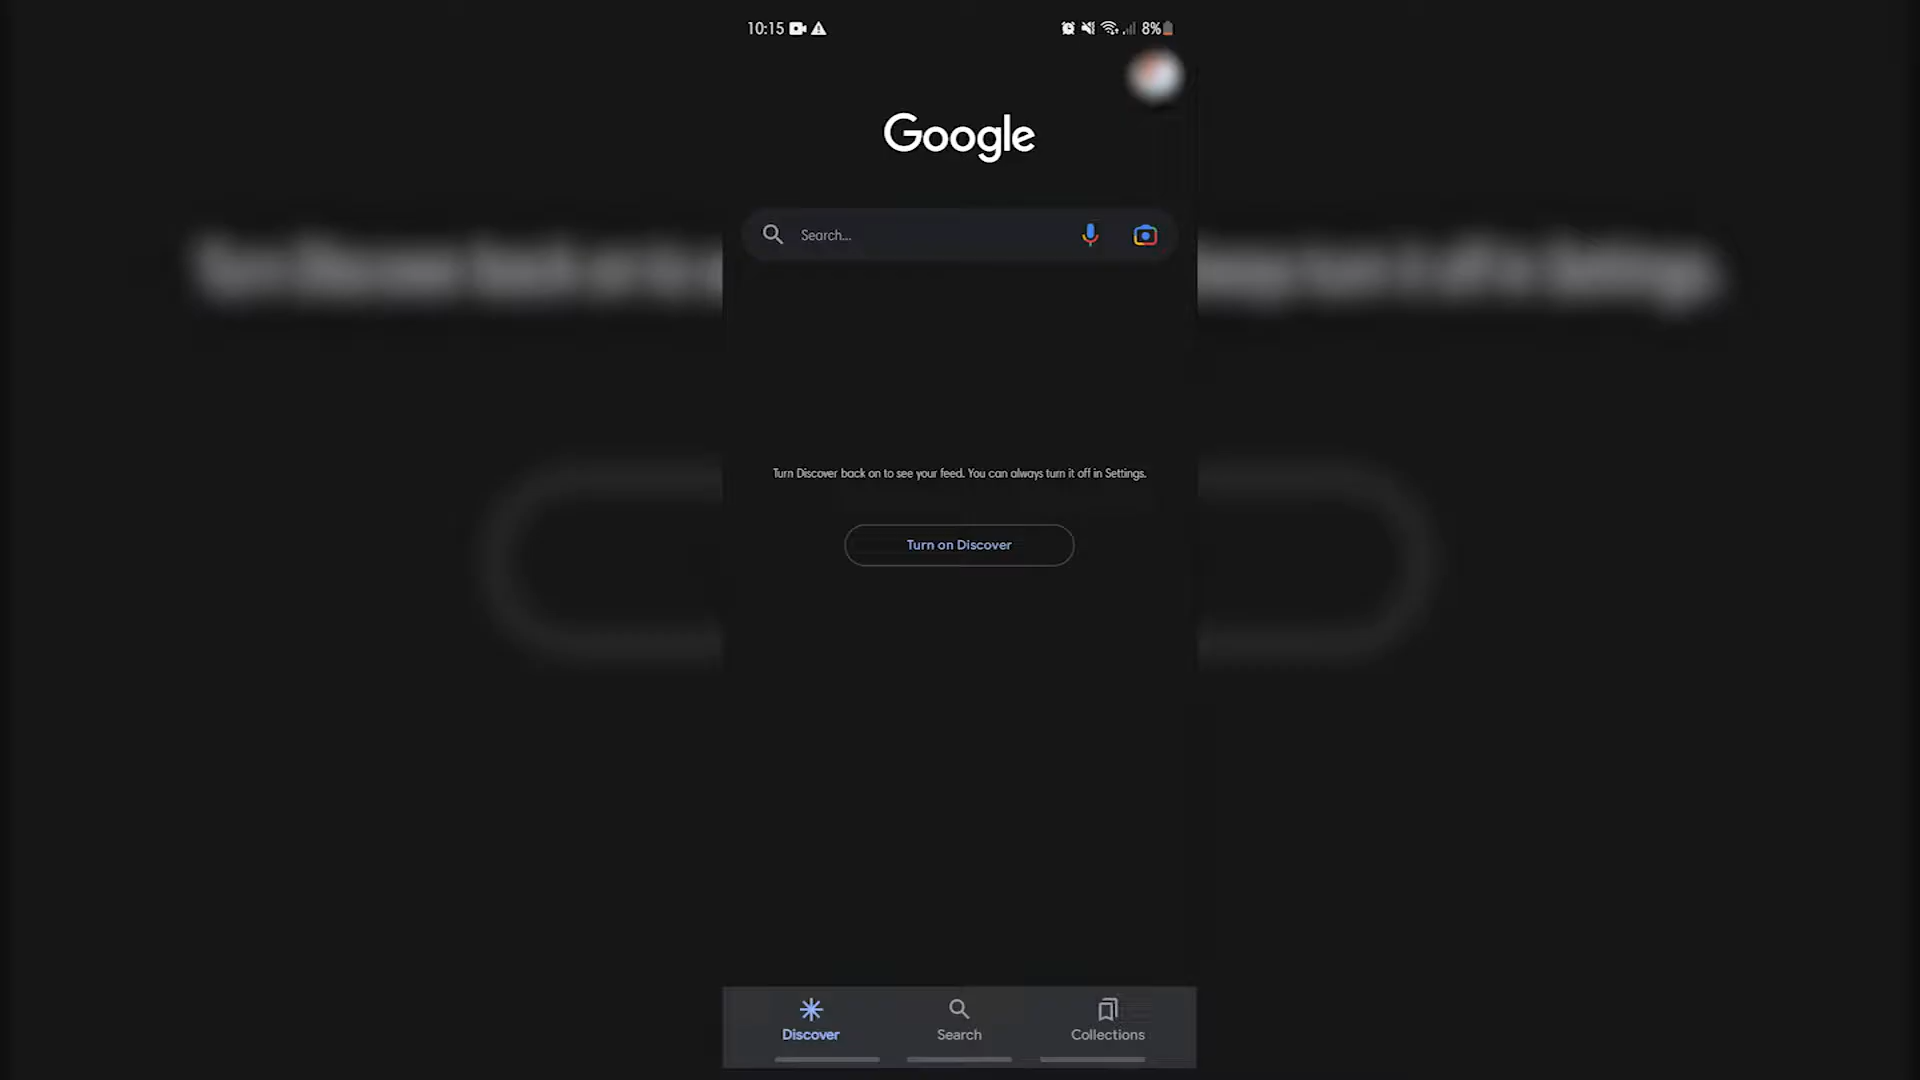 10:15
8%
Google
Search...
Turn Discover back on to see your feed. You can always turn it off in Settings.
Turn on Discover
Discover
Search
Collections